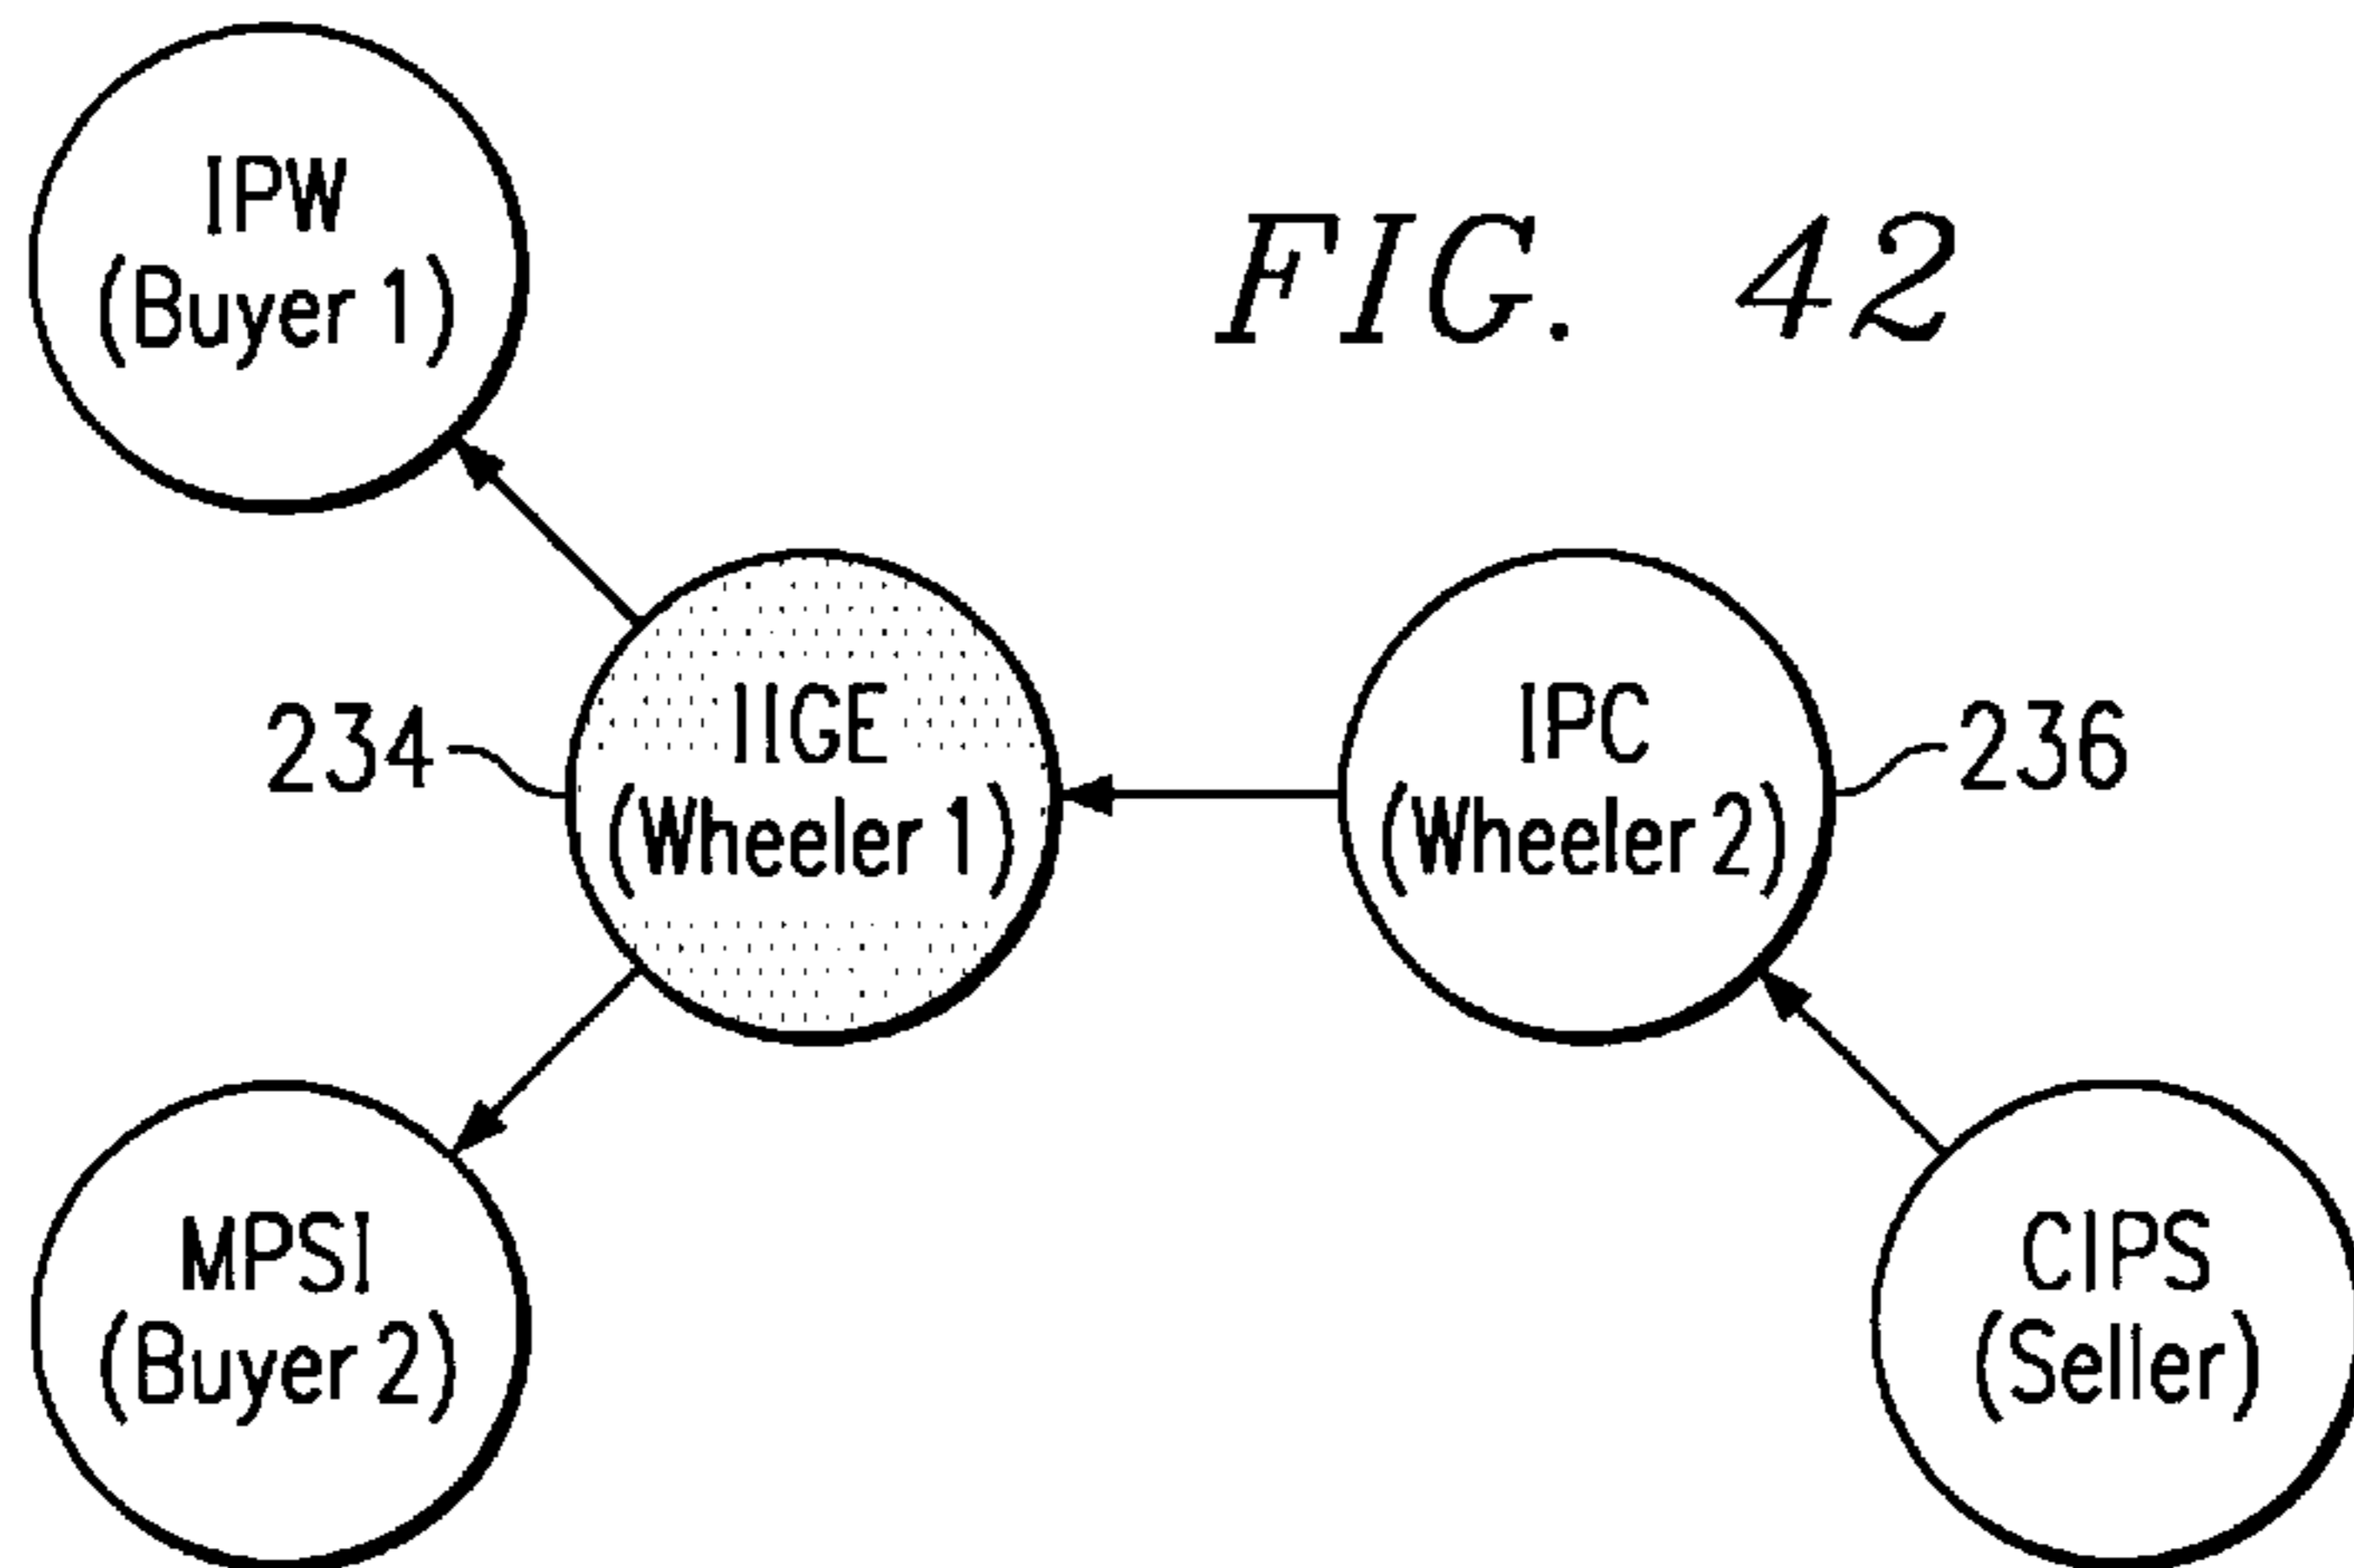 IPW
(Buyer 1)
FIG. 42
234
IIGE
(Wheeler 1)
IPC
(Wheeler 2)
236
MPSI
(Buyer 2)
CIPS
(Seller)